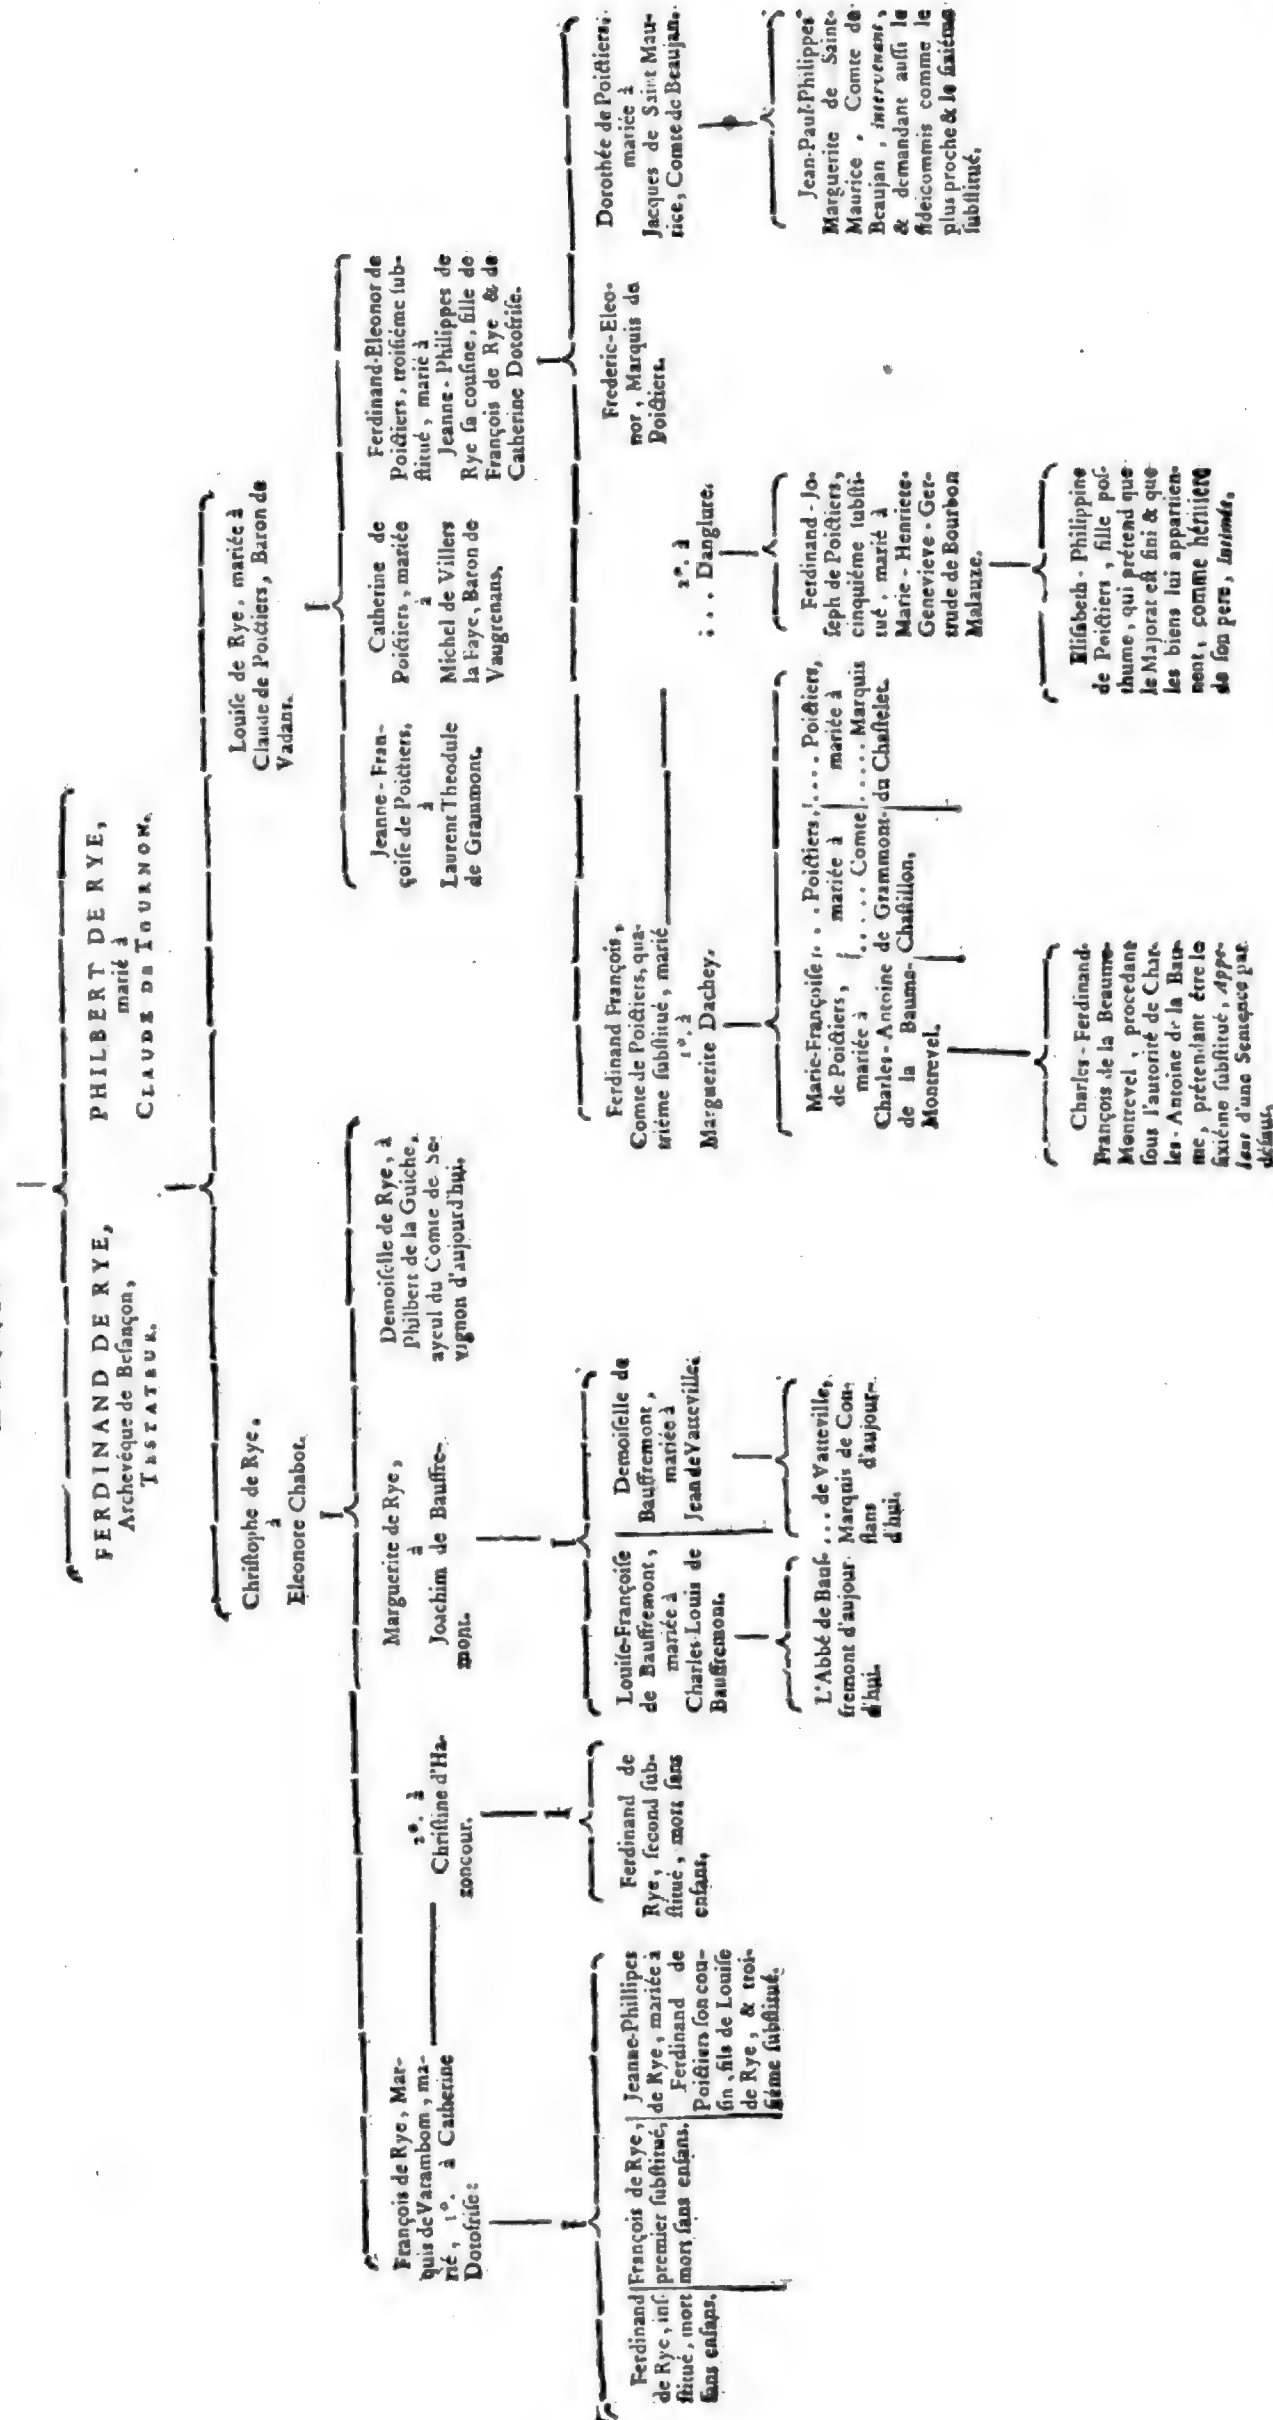 FERDINAND DE RYE,
Archevéque de Beſançon,
TESTATEUR.
PHILBERT DE RYE,
marié à
CLAUDE DE TOURNON.
Chriſtophe de Rye,
à
Eleonore Chabot.
Louiſe de Rye, mariée à
Claude de Poictiers, Baron de
Vadans.
François de Rye, Mar-
quis de Varambom, ma-
rié, 1°. à Catherine
Dotofriſe:
2°. à
Chriſtine d'Ha-
roncour.
Marguerite de Rye,
à
Joachim de Bauffre-
mont.
Demoiſelle de Rye, à
Philbert de la Guiche,
ayeul du Comte de Se-
vignon d'aujourd'hui.
Jeanne-Fran-
çoiſe de Poictiers,
à
Laurent Theodule
de Grammont.
Catherine de
Poictiers, mariée
à
Michel de Villers
la Faye, Baron de
Vaugrenans.
Ferdinand-Eleonor de
Poictiers, troiſiéme ſub-
ſtitué, marié à
Jeanne-Philippes de
Rye ſa couſine, fille de
François de Rye & de
Catherine Dotofriſe.
Ferdinand
de Rye, inſ-
titué, mort
ſans enfans.
François de Rye,
premier ſubſtitué,
mort ſans enfans.
Jeanne-Phillipes
de Rye, mariée à
Ferdinand de
Poictiers ſon cou-
ſin, fils de Louiſe
de Rye, & troi-
ſiéme ſubſtitué.
Ferdinand de
Rye, ſecond ſub-
ſtitué, mort ſans
enfans,
Louiſe-Françoiſe
de Bauffremont,
mariée à
Charles-Louis de
Bauffremont.
Demoiſelle de
Bauffremont,
mariée à
Jean de Vatteville.
Ferdinand François,
Comte de Poictiers, qua-
triéme ſubſtitué, marié
1°. à
Marguerite Dachey.
2°. à
... Danglure.
Frederic-Eleo-
nor, Marquis de
Poictiers.
Dorothée de Poictiers,
mariée à
Jacques de Saint Mau-
rice, Comte de Beaujan.
L'Abbé de Bauf-
fremont d'aujour-
d'hui.
... de Vatteville,
Marquis de Con-
flans d'aujour-
d'hui.
Marie-Françoiſe
de Poictiers,
mariée à
Charles-Antoine
de la Baume-
Montrevel.
... Poictiers,
mariée à
..... Comte
de Grammont-
Chaſtillon.
.... Poictiers,
mariée à
..... Marquis
du Chaſtelet.
Ferdinand-Jo-
ſeph de Poictiers,
cinquiéme ſubſti-
tué, marié à
Marie-Henriete-
Genevieve-Ger-
trude de Bourbon
Malauze.
Jean-Paul-Philippes
Marguerite de Saint-
Maurice, Comte de
Beaujan, intervenant,
& demandant auſſi le
fideicommis comme le
plus proche & le ſixiéme
ſubſtitué.
Charles-Ferdinand-
François de la Beaume-
Montrevel, procedant
ſous l'autorité de Char-
les-Antoine de la Bau-
me, prétendant être le
ſixiéme ſubſtitué, Appe-
lant d'une Sentence par
défaut.
Eliſabeth-Philippine
de Poictiers, fille poſ-
thume, qui prétend que
le Majorat eſt fini & que
les biens lui appartien-
nent, comme héritiere
de ſon pere, Intimée.